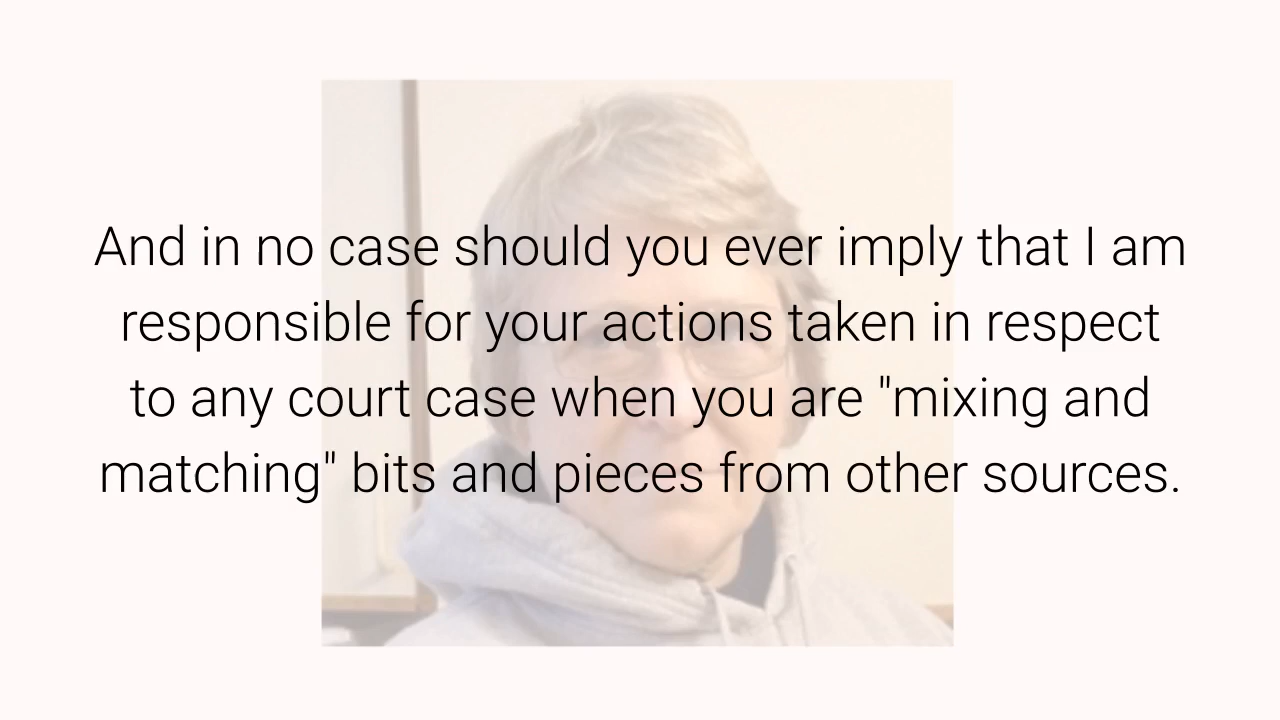 And in no case should you ever imply that I am
responsible for your actions taken in respect
to any court case when you are "mixing and
matching" bits and pieces from other sources.